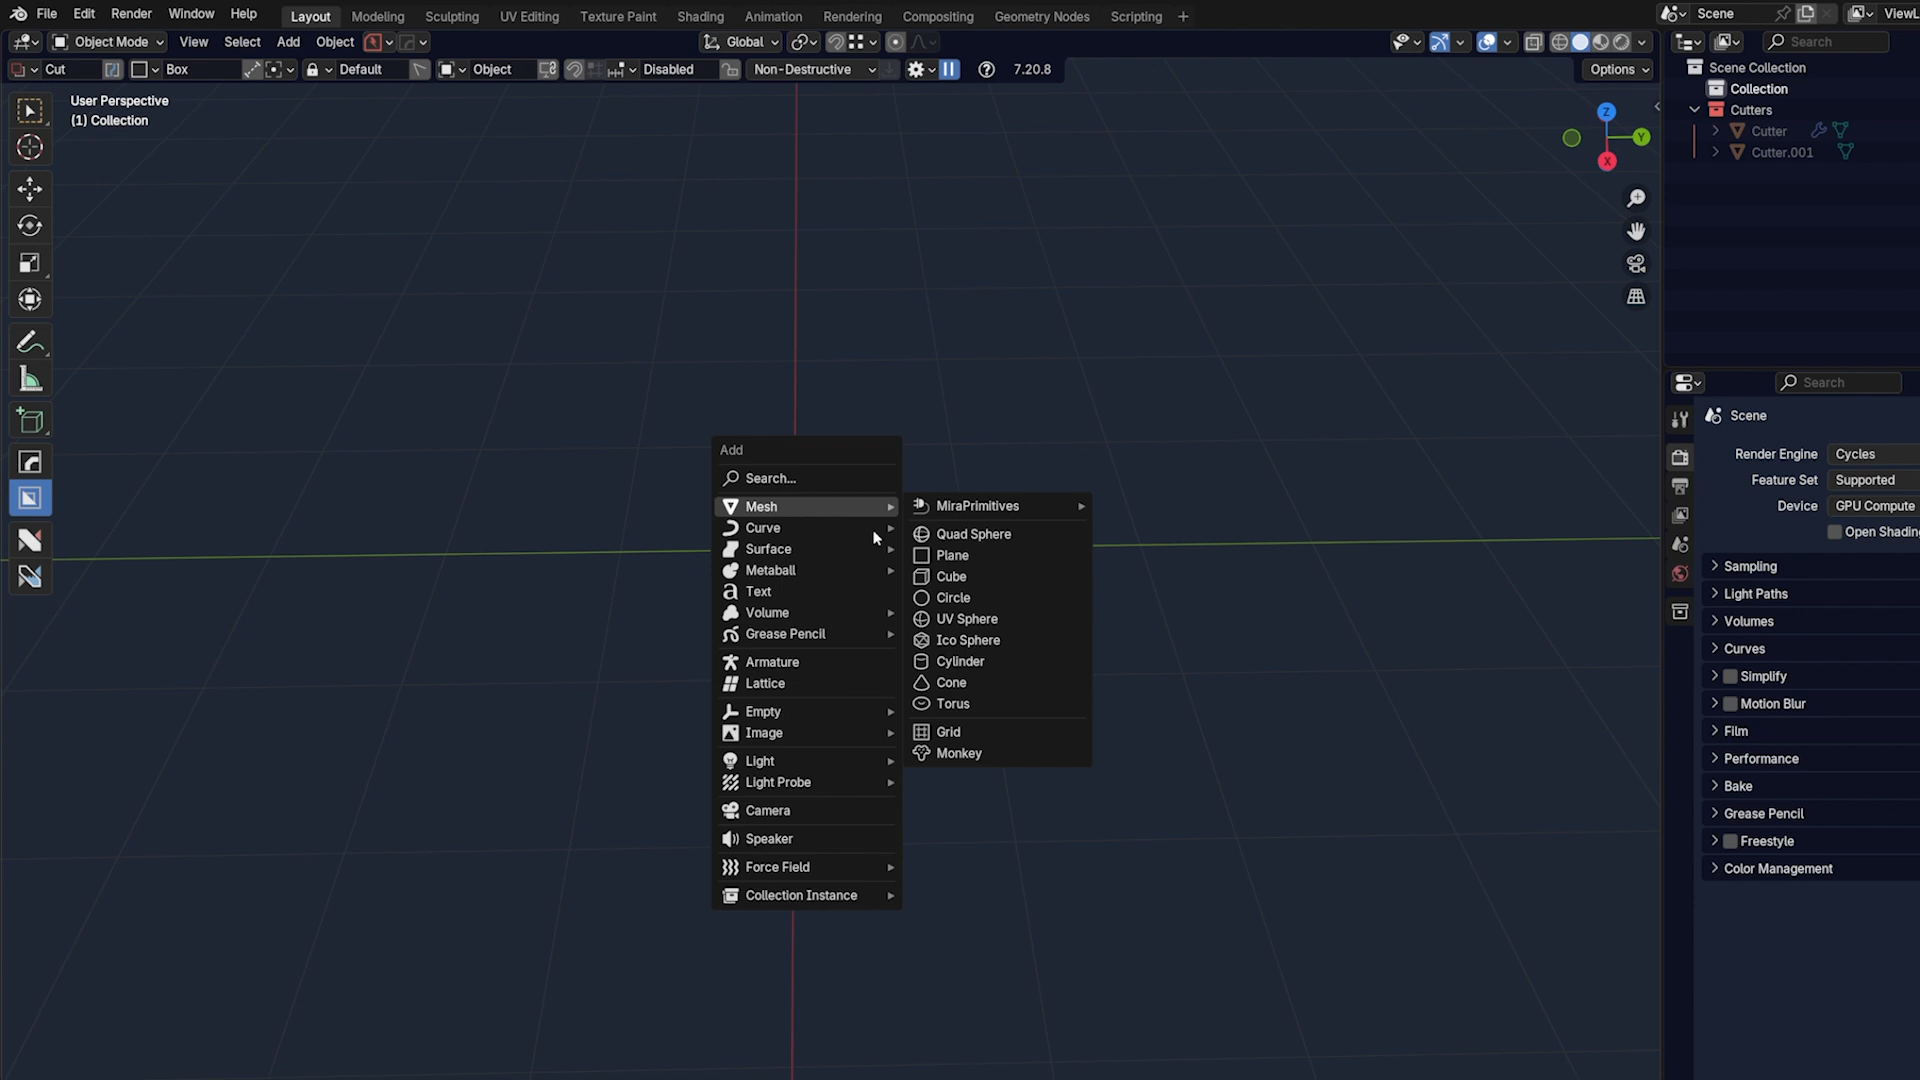 File Edit Render Window Help Layout Modeling Sculpting UV Editing Texture Paint Shading Animation Rendering Compositing Geometry Nodes Scripting + Scene ViewL
Object Mode View Select Add Object Global Search
Cut Box Default Object Disabled Non-Destructive 7.20.8 Options
User Perspective
(1) Collection
Z
Y
X
Scene Collection
Collection
Cutters
Cutter
Cutter.001
Add
Search...
Mesh
Curve
Surface
Metaball
Text
Volume
Grease Pencil
Armature
Lattice
Empty
Image
Light
Light Probe
Camera
Speaker
Force Field
Collection Instance
MiraPrimitives
Quad Sphere
Plane
Cube
Circle
UV Sphere
Ico Sphere
Cylinder
Cone
Torus
Grid
Monkey
Search
Scene
Render Engine Cycles
Feature Set Supported
Device GPU Compute
Open Shading
Sampling
Light Paths
Volumes
Curves
Simplify
Motion Blur
Film
Performance
Bake
Grease Pencil
Freestyle
Color Management